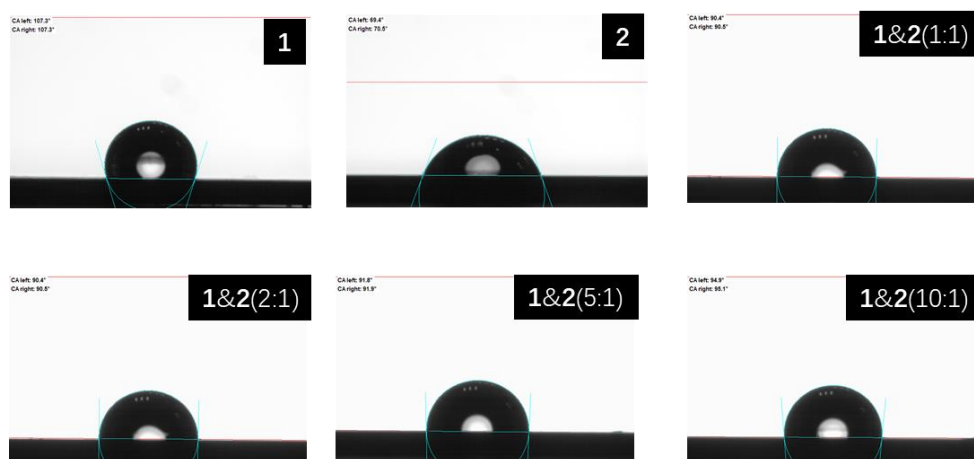 CA left: 107.3°
CA right: 107.3°
1
CA left: 69.4°
CA right: 70.5°
2
CA left: 90.4°
CA right: 90.5°
1&2(1:1)
CA left: 90.4°
CA right: 90.5°
1&2(2:1)
CA left: 91.8°
CA right: 91.9°
1&2(5:1)
CA left: 94.9°
CA right: 95.1°
1&2(10:1)